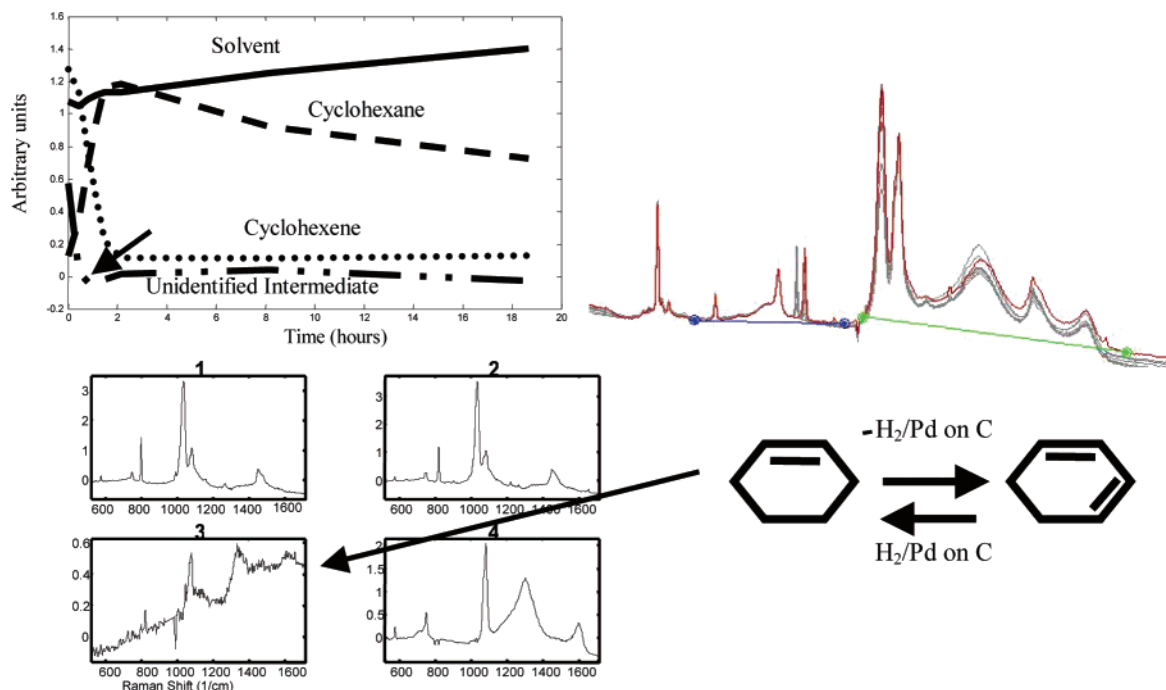 1.6
1.4
1.2
1.0
0.8
0.6
0.4
0.2
0
-0.2
Arbitrary units
Solvent
Cyclohexane
Cyclohexene
Unidentified Intermediate
0 2 4 6 8 10 12 14 16 18 20
Time (hours)
1
3
2
1
0
600 800 1000 1200 1400 1600
2
3
2
1
0
600 800 1000 1200 1400 1600
3
0.6
0.4
0.2
0
600 800 1000 1200 1400 1600
Raman Shift (1/cm)
4
2
1.5
1
0.5
0
600 800 1000 1200 1400 1600
-H2/Pd on C
H2/Pd on C